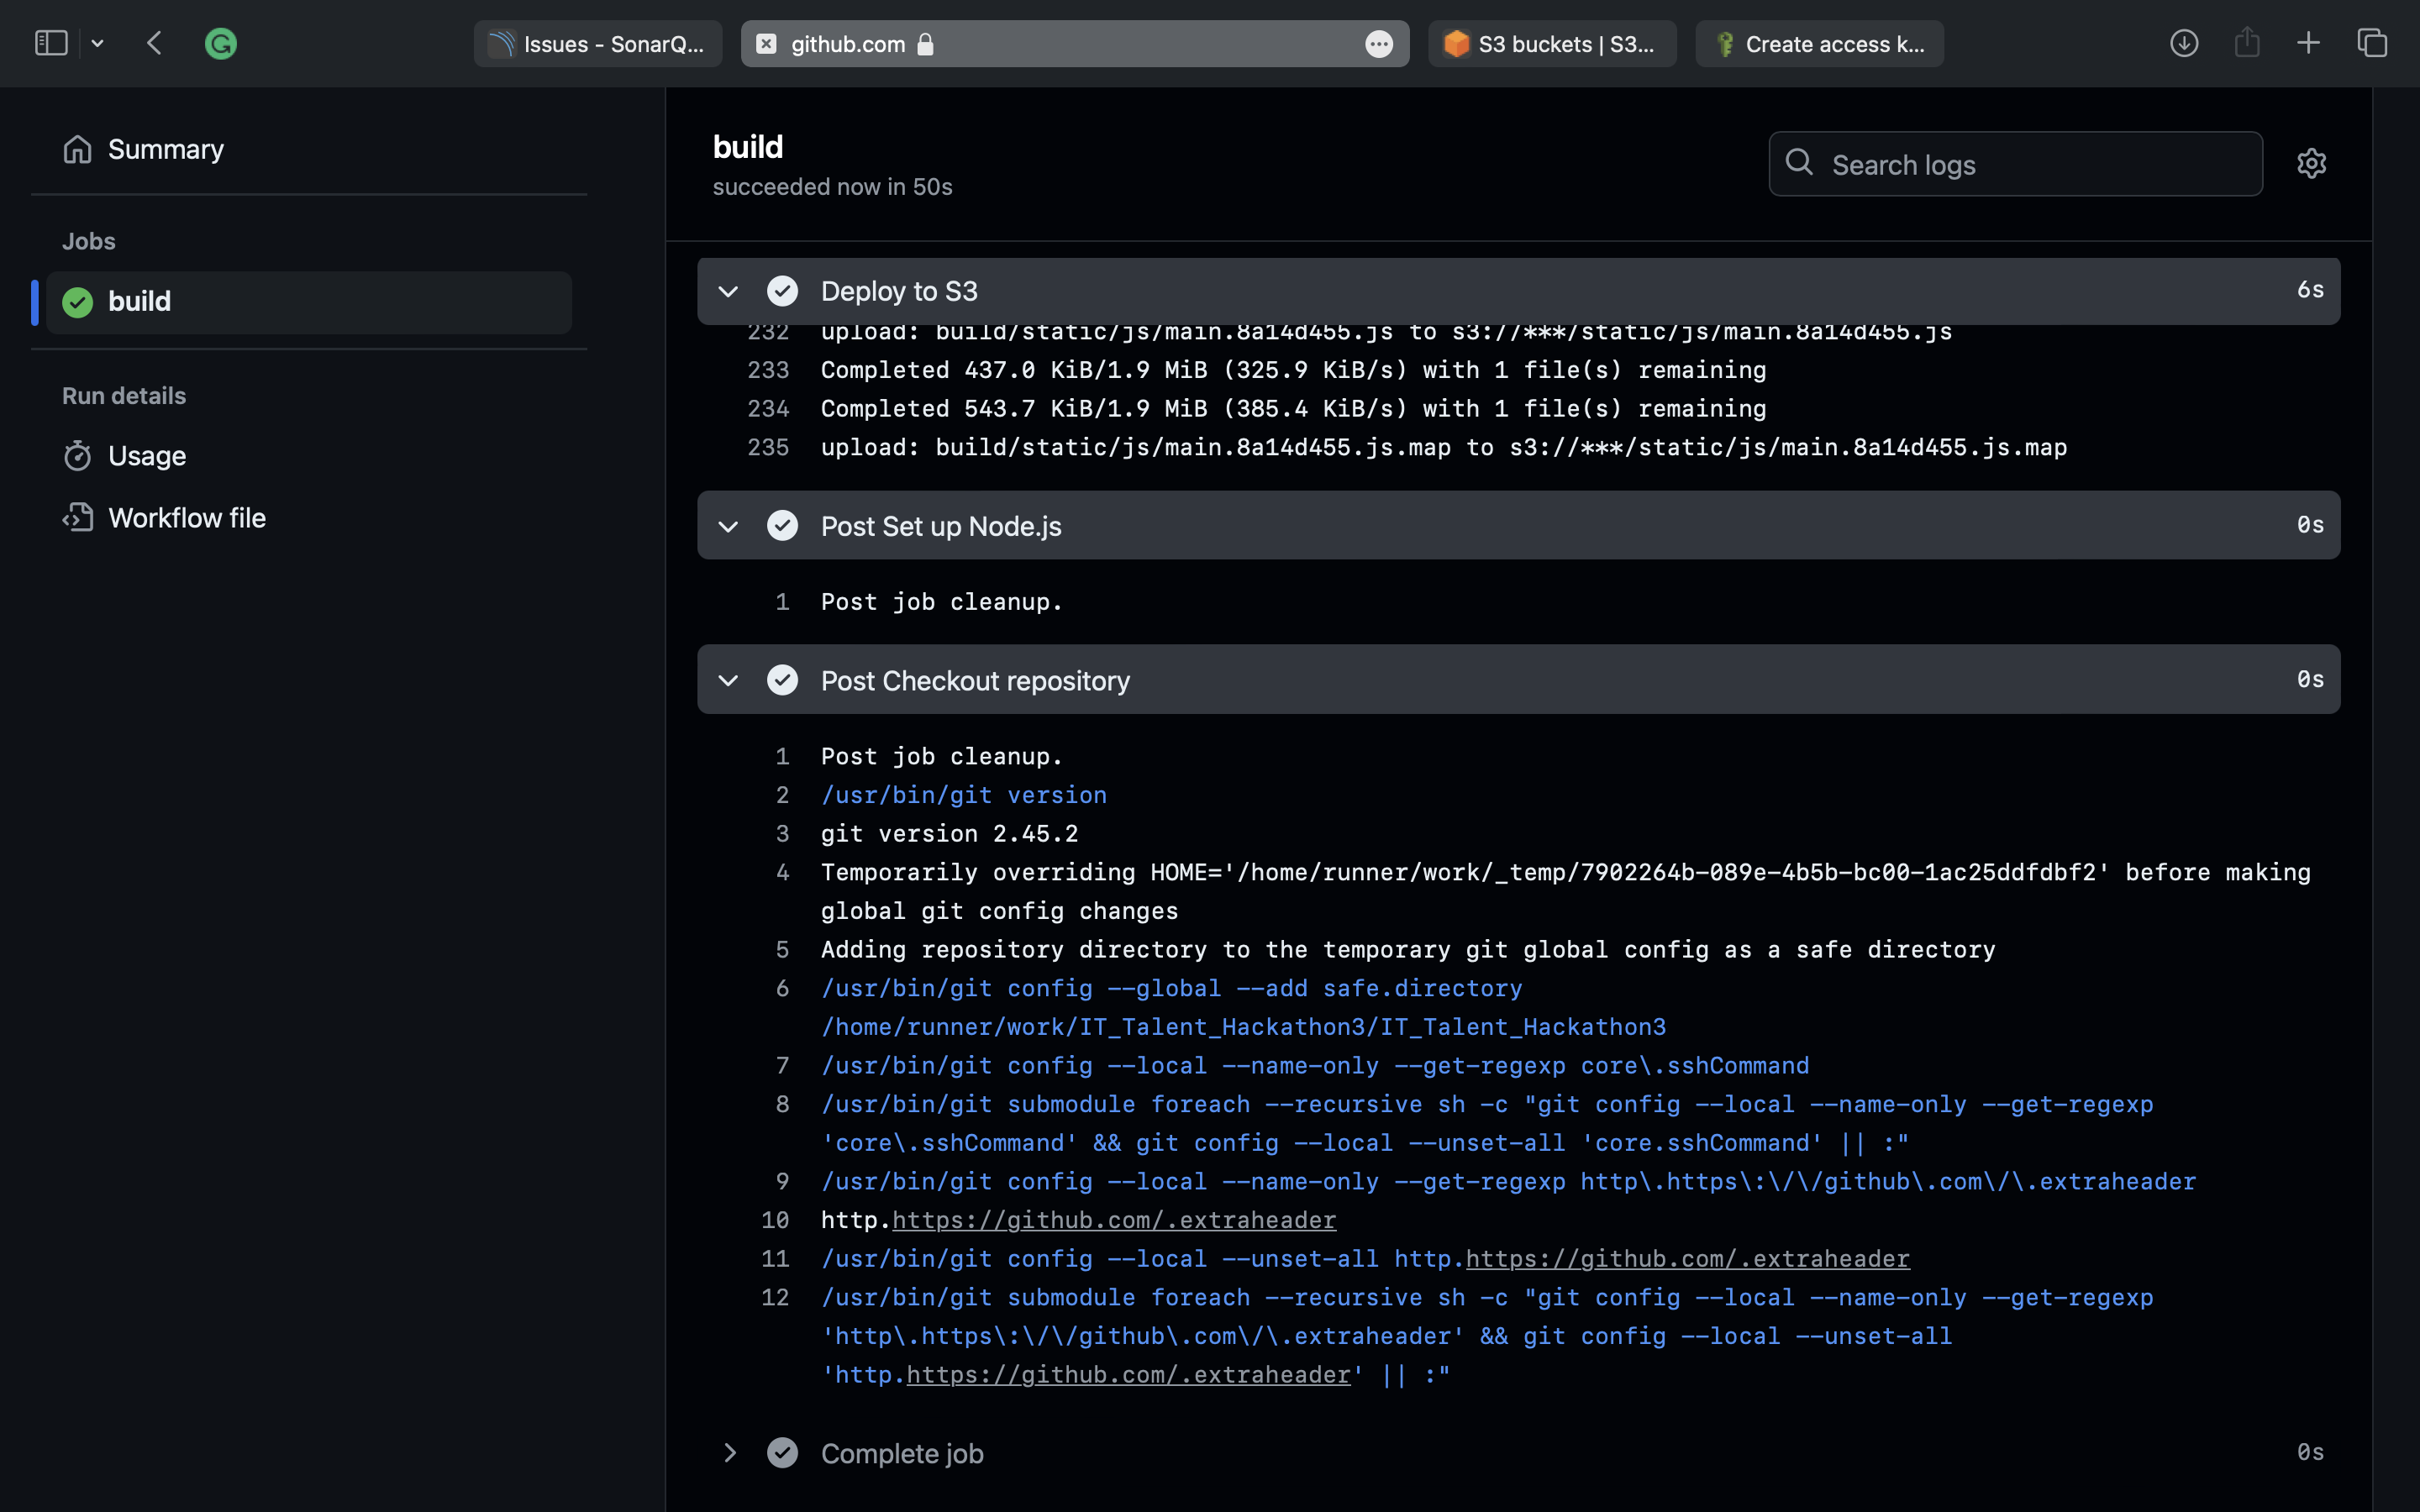 Issues - SonarQ...
github.com
S3 buckets | S3...
Create access k...
Summary
Jobs
build
Run details
Usage
Workflow file
build
succeeded now in 50s
Search logs
Deploy to S3 6s
232 upload: build/static/js/main.8a14d455.js to s3://***/static/js/main.8a14d455.js
233 Completed 437.0 KiB/1.9 MiB (325.9 KiB/s) with 1 file(s) remaining
234 Completed 543.7 KiB/1.9 MiB (385.4 KiB/s) with 1 file(s) remaining
235 upload: build/static/js/main.8a14d455.js.map to s3://***/static/js/main.8a14d455.js.map
Post Set up Node.js 0s
1 Post job cleanup.
Post Checkout repository 0s
1 Post job cleanup.
2 /usr/bin/git version
3 git version 2.45.2
4 Temporarily overriding HOME='/home/runner/work/_temp/7902264b-089e-4b5b-bc00-1ac25ddfdbf2' before making
global git config changes
5 Adding repository directory to the temporary git global config as a safe directory
6 /usr/bin/git config --global --add safe.directory
/home/runner/work/IT_Talent_Hackathon3/IT_Talent_Hackathon3
7 /usr/bin/git config --local --name-only --get-regexp core\.sshCommand
8 /usr/bin/git submodule foreach --recursive sh -c "git config --local --name-only --get-regexp
'core\.sshCommand' && git config --local --unset-all 'core.sshCommand' || :"
9 /usr/bin/git config --local --name-only --get-regexp http\.https\:\/\/github\.com\/\.extraheader
10 http.https://github.com/.extraheader
11 /usr/bin/git config --local --unset-all http.https://github.com/.extraheader
12 /usr/bin/git submodule foreach --recursive sh -c "git config --local --name-only --get-regexp
'http\.https\:\/\/github\.com\/\.extraheader' && git config --local --unset-all
'http.https://github.com/.extraheader' || :"
Complete job 0s